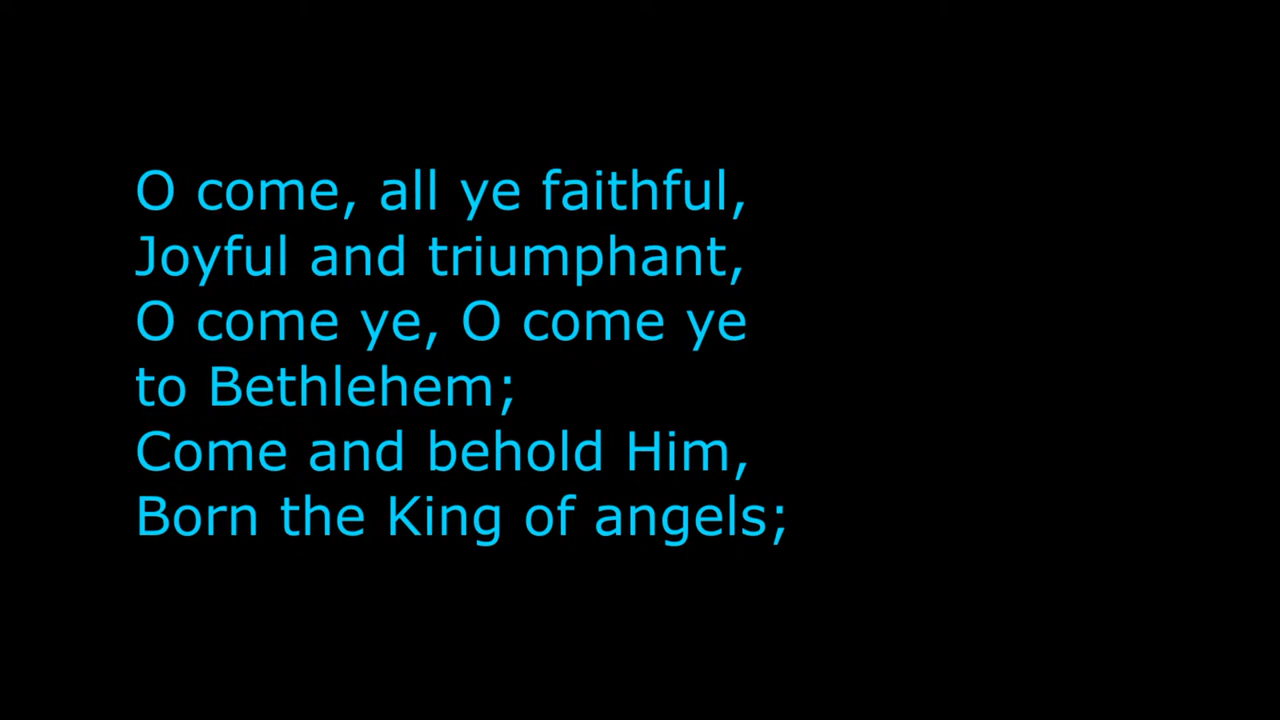 O come, all ye faithful,
Joyful and triumphant,
O come ye, O come ye
to Bethlehem;
Come and behold Him,
Born the King of angels;